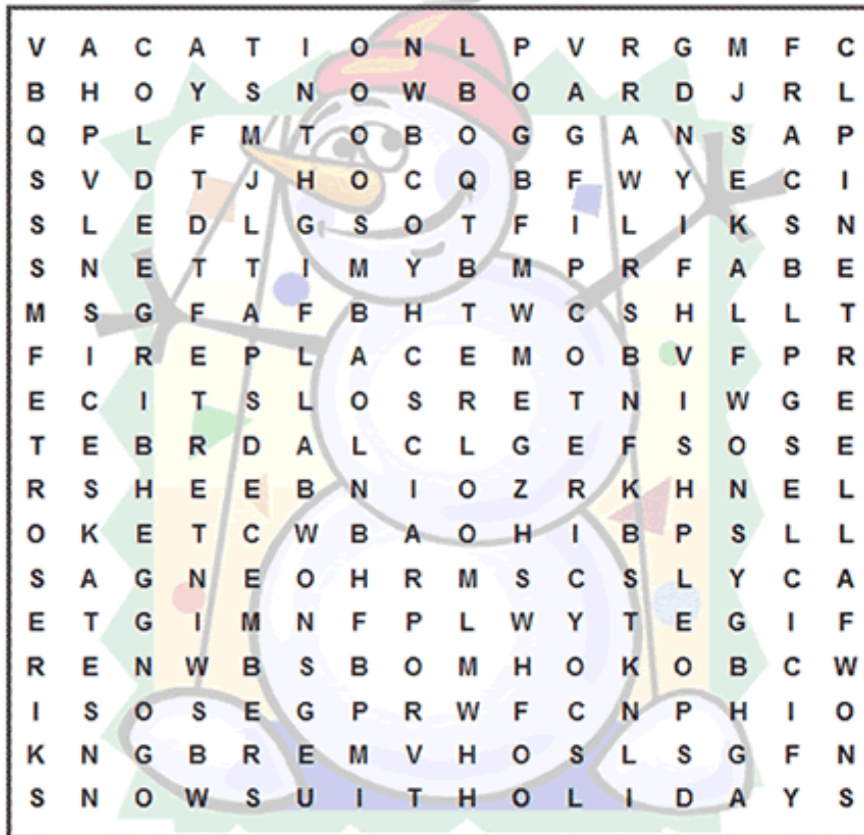 V A C A T I O N L P V R G M F C
B H O Y S N O W B O A R D J R L
Q P L F M T O B O G G A N S A P
S V D T J H O C Q B F W Y E C I
S L E D L G S O T F I L I K S N
S N E T T I M Y B M P R F A B E
M S G F A F B H T W C S H L L T
F I R E P L A C E M O B V F P R
E C I T S L O S R E T N I W G E
T E B R D A L C L G E F S O S E
R S H E E B N I O Z R K H N E L
O K E T C W B A O H I B P S L L
S A G N E O H R M S C S L Y C A
E T G I M N F P L W Y T E G I F
R E N W B S B O M H O K O B C W
I S O S E G P R W F C N P H I O
K N G B R E M V H O S L S G F N
S N O W S U I T H O L I D A Y S